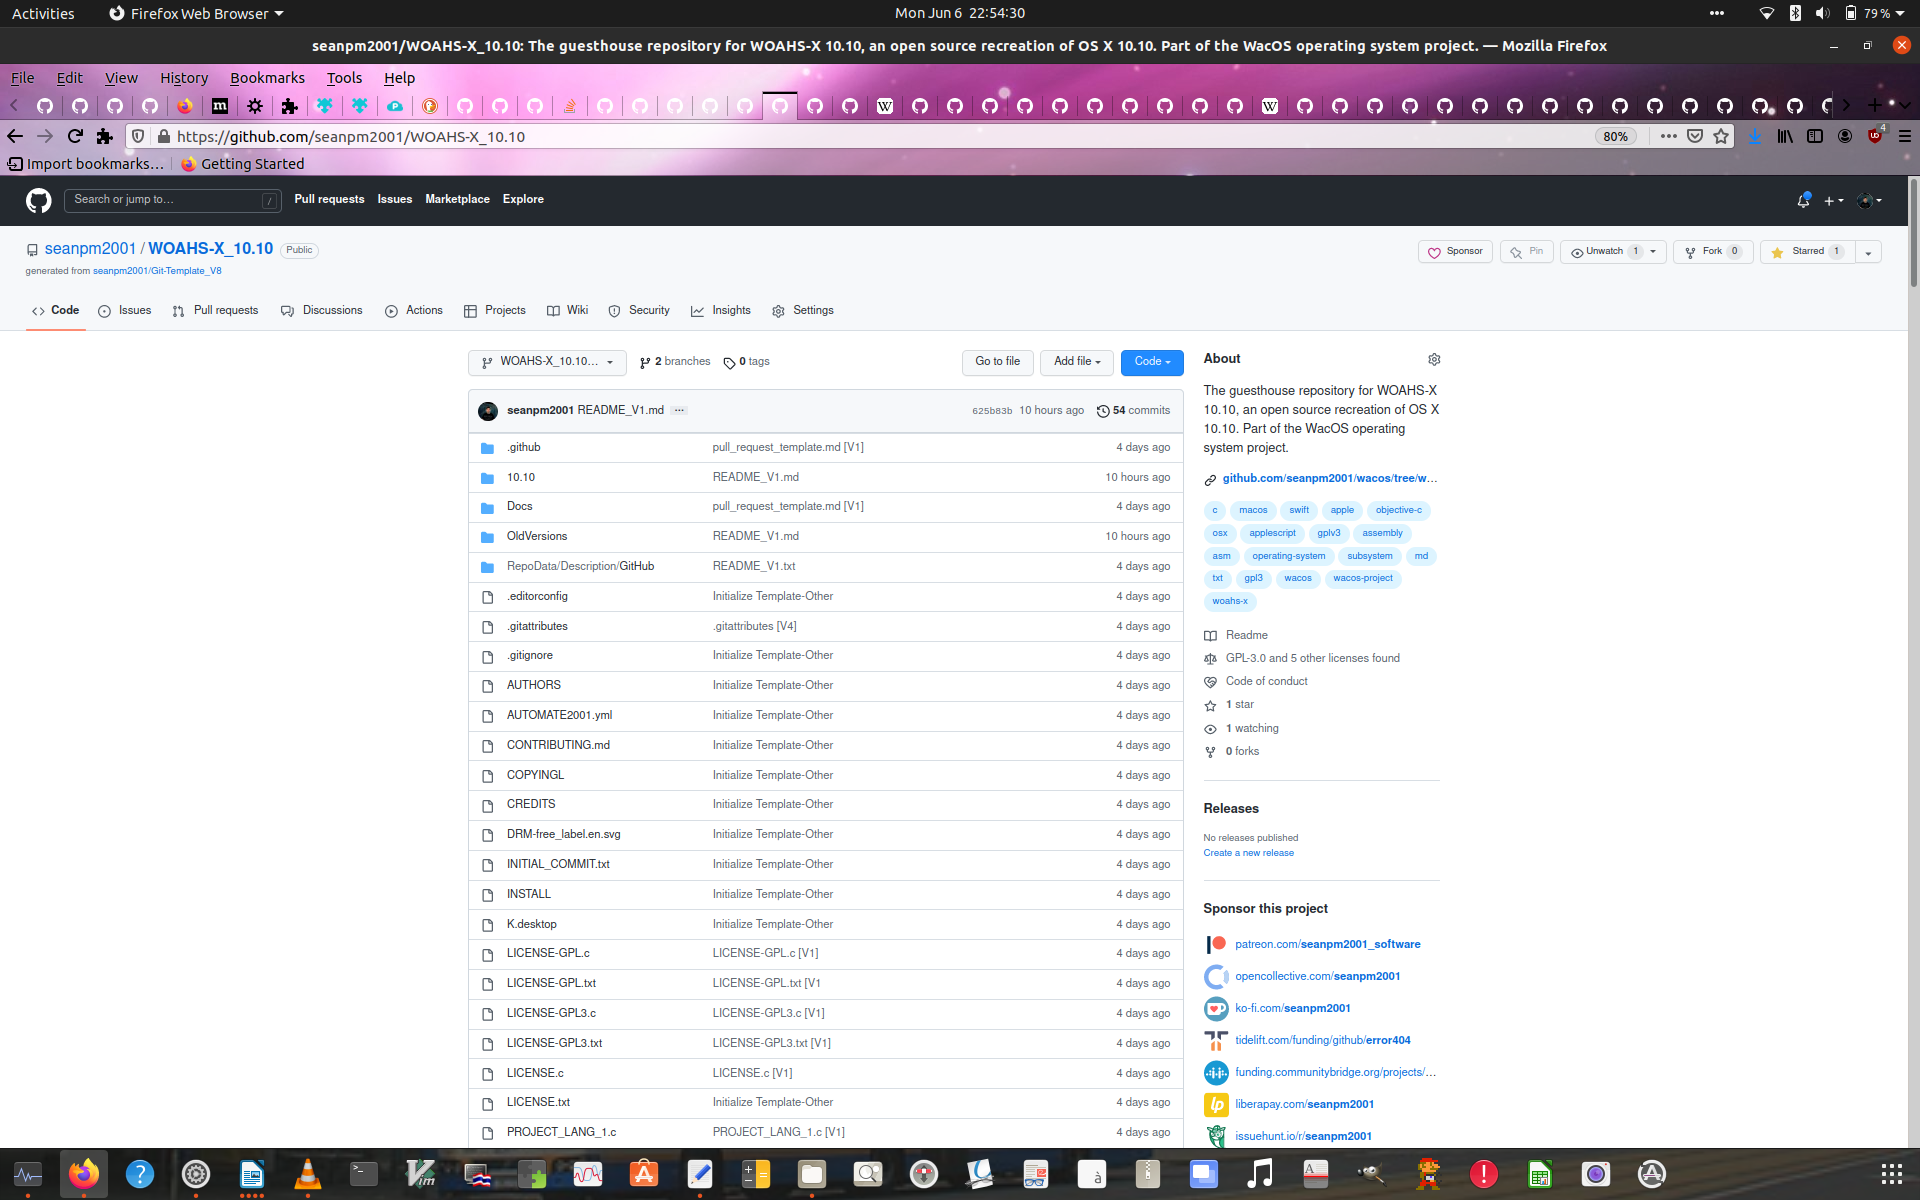 Activities
Firefox Web Browser
Mon Jun 6 22:54:30
79 %
seanpm2001/WOAHS-X_10.10: The guesthouse repository for WOAHS-X 10.10, an open source recreation of OS X 10.10. Part of the WacOS operating system project. — Mozilla Firefox
File Edit View History Bookmarks Tools Help
https://github.com/seanpm2001/WOAHS-X_10.10
80%
4
Import bookmarks...
Getting Started
Search or jump to...
/
Pull requests Issues Marketplace Explore
seanpm2001 / WOAHS-X_10.10 Public
generated from seanpm2001/Git-Template_V8
Sponsor
Pin
Unwatch 1
Fork 0
Starred 1
Code
Issues
Pull requests
Discussions
Actions
Projects
Wiki
Security
Insights
Settings
WOAHS-X_10.10...
2 branches
0 tags
Go to file
Add file
Code
seanpm2001 README_V1.md ...
625b83b 10 hours ago 54 commits
.github pull_request_template.md [V1] 4 days ago
10.10 README_V1.md 10 hours ago
Docs pull_request_template.md [V1] 4 days ago
OldVersions README_V1.md 10 hours ago
RepoData/Description/GitHub README_V1.txt 4 days ago
.editorconfig Initialize Template-Other 4 days ago
.gitattributes .gitattributes [V4] 4 days ago
.gitignore Initialize Template-Other 4 days ago
AUTHORS Initialize Template-Other 4 days ago
AUTOMATE2001.yml Initialize Template-Other 4 days ago
CONTRIBUTING.md Initialize Template-Other 4 days ago
COPYINGL Initialize Template-Other 4 days ago
CREDITS Initialize Template-Other 4 days ago
DRM-free_label.en.svg Initialize Template-Other 4 days ago
INITIAL_COMMIT.txt Initialize Template-Other 4 days ago
INSTALL Initialize Template-Other 4 days ago
K.desktop Initialize Template-Other 4 days ago
LICENSE-GPL.c LICENSE-GPL.c [V1] 4 days ago
LICENSE-GPL.txt LICENSE-GPL.txt [V1 4 days ago
LICENSE-GPL3.c LICENSE-GPL3.c [V1] 4 days ago
LICENSE-GPL3.txt LICENSE-GPL3.txt [V1] 4 days ago
LICENSE.c LICENSE.c [V1] 4 days ago
LICENSE.txt Initialize Template-Other 4 days ago
PROJECT_LANG_1.c PROJECT_LANG_1.c [V1] 4 days ago
About
The guesthouse repository for WOAHS-X
10.10, an open source recreation of OS X
10.10. Part of the WacOS operating
system project.
github.com/seanpm2001/wacos/tree/w...
c macos swift apple objective-c
osx applescript gplv3 assembly
asm operating-system subsystem md
txt gpl3 wacos wacos-project
woahs-x
Readme
GPL-3.0 and 5 other licenses found
Code of conduct
1 star
1 watching
0 forks
Releases
No releases published
Create a new release
Sponsor this project
patreon.com/seanpm2001_software
opencollective.com/seanpm2001
ko-fi.com/seanpm2001
tidelift.com/funding/github/error404
funding.communitybridge.org/projects/...
liberapay.com/seanpm2001
issuehunt.io/r/seanpm2001